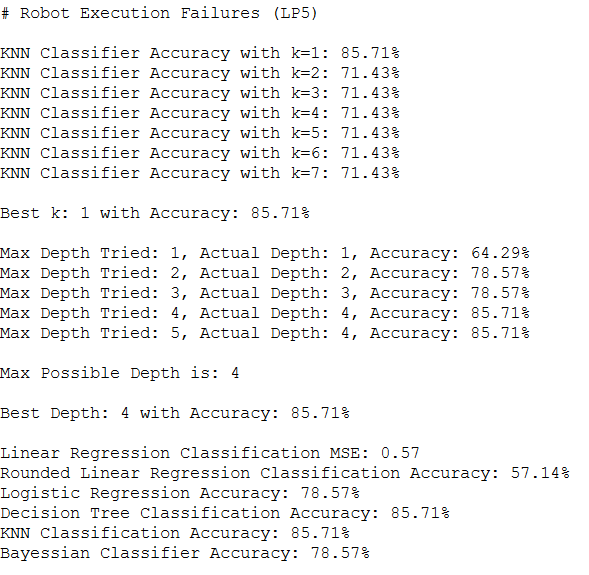 # Robot Execution Failures (LP5)
KNN Classifier Accuracy with k=1: 85.71%
KNN Classifier Accuracy with k=2: 71.43%
KNN Classifier Accuracy with k=3: 71.43%
KNN Classifier Accuracy with k=4: 71.43%
KNN Classifier Accuracy with k=5: 71.43%
KNN Classifier Accuracy with k=6: 71.43%
KNN Classifier Accuracy with k=7: 71.43%
Best k: 1 with Accuracy: 85.71%
Max Depth Tried: 1, Actual Depth: 1, Accuracy: 64.29%
Max Depth Tried: 2, Actual Depth: 2, Accuracy: 78.57%
Max Depth Tried: 3, Actual Depth: 3, Accuracy: 78.57%
Max Depth Tried: 4, Actual Depth: 4, Accuracy: 85.71%
Max Depth Tried: 5, Actual Depth: 4, Accuracy: 85.71%
Max Possible Depth is: 4
Best Depth: 4 with Accuracy: 85.71%
Linear Regression Classification MSE: 0.57
Rounded Linear Regression Classification Accuracy: 57.14%
Logistic Regression Accuracy: 78.57%
Decision Tree Classification Accuracy: 85.71%
KNN Classification Accuracy: 85.71%
Bayessian Classifier Accuracy: 78.57%